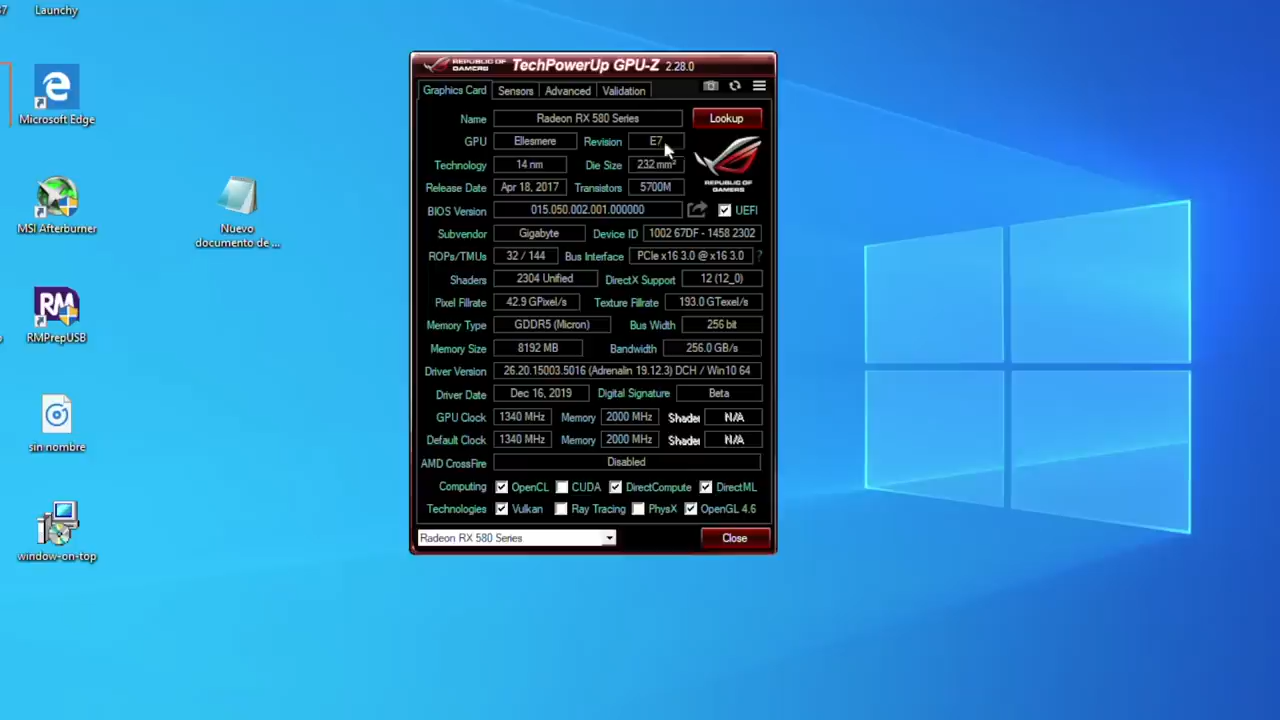 Launchy
Microsoft Edge
MSI Afterburner
Nuevo
documento de ...
RM
RMPrepUSB
sin nombre
window-on-top
REPUBLIC OF
GAMERS
TechPowerUp GPU-Z 2.28.0
Graphics Card Sensors Advanced Validation
Name Radeon RX 580 Series Lookup
GPU Ellesmere Revision E7
Technology 14 nm Die Size 232 mm²
REPUBLIC OF
GAMERS
Release Date Apr 18, 2017 Transistors 5700M
BIOS Version 015.050.002.001.000000 UEFI
Subvendor Gigabyte Device ID 1002 67DF - 1458 2302
ROPs/TMUs 32 / 144 Bus Interface PCIe x16 3.0 @ x16 3.0 ?
Shaders 2304 Unified DirectX Support 12 (12_0)
Pixel Fillrate 42.9 GPixel/s Texture Fillrate 193.0 GTexel/s
Memory Type GDDR5 (Micron) Bus Width 256 bit
Memory Size 8192 MB Bandwidth 256.0 GB/s
Driver Version 26.20.15003.5016 (Adrenalin 19.12.3) DCH / Win10 64
Driver Date Dec 16, 2019 Digital Signature Beta
GPU Clock 1340 MHz Memory 2000 MHz Shader N/A
Default Clock 1340 MHz Memory 2000 MHz Shader N/A
AMD CrossFire Disabled
Computing OpenCL CUDA DirectCompute DirectML
Technologies Vulkan Ray Tracing PhysX OpenGL 4.6
Radeon RX 580 Series Close